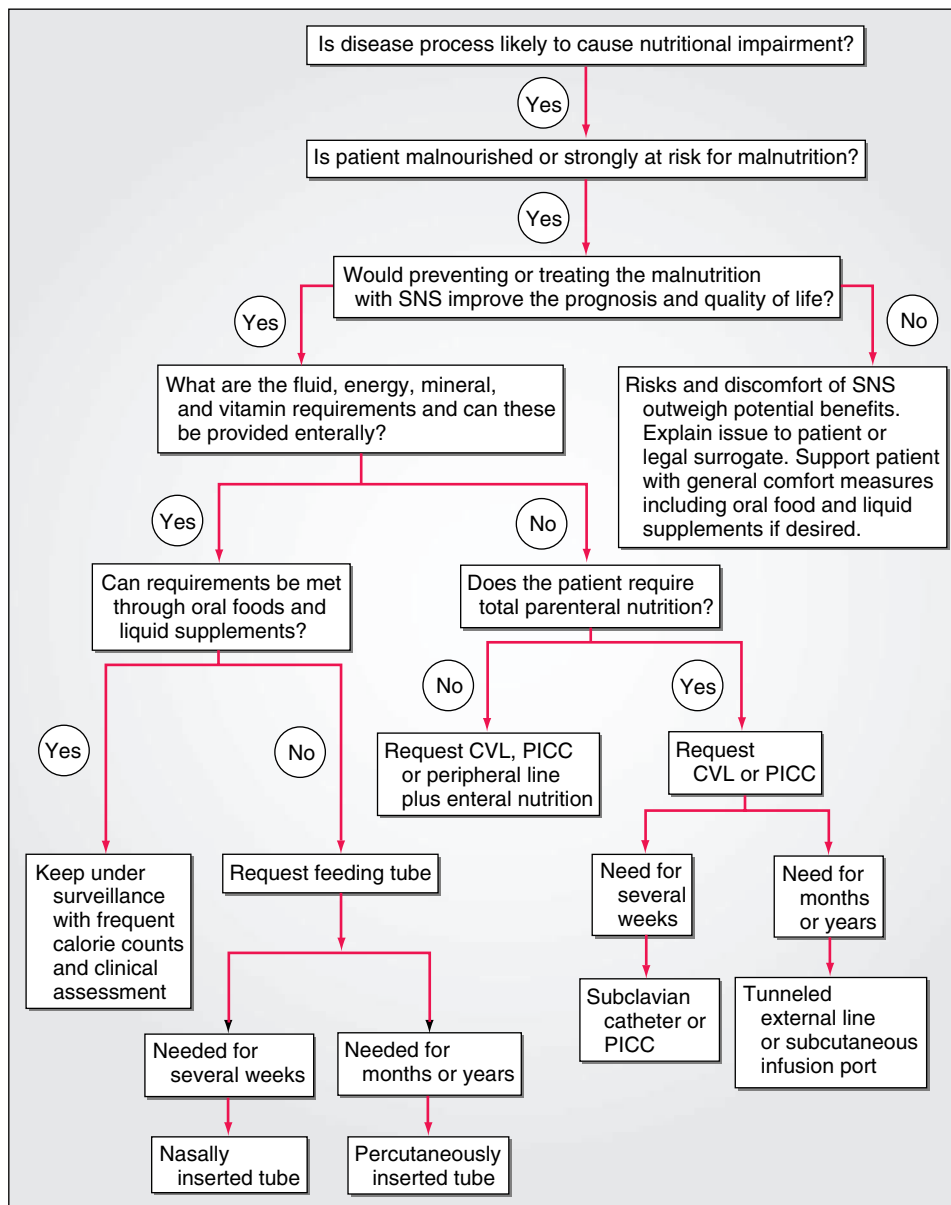 Is disease process likely to cause nutritional impairment?
Yes
Is patient malnourished or strongly at risk for malnutrition?
Yes
Would preventing or treating the malnutrition
with SNS improve the prognosis and quality of life?
Yes
No
What are the fluid, energy, mineral,
and vitamin requirements and can these
be provided enterally?
Risks and discomfort of SNS
outweigh potential benefits.
Explain issue to patient or
legal surrogate. Support patient
with general comfort measures
including oral food and liquid
supplements if desired.
Yes
No
Can requirements be met
through oral foods and
liquid supplements?
Does the patient require
total parenteral nutrition?
Yes
No
No
Yes
Request CVL, PICC
or peripheral line
plus enteral nutrition
Request
CVL or PICC
Keep under
surveillance
with frequent
calorie counts
and clinical
assessment
Request feeding tube
Need for
several
weeks
Need for
months
or years
Subclavian
catheter or
PICC
Tunneled
external line
or subcutaneous
infusion port
Needed for
several weeks
Needed for
months or years
Nasally
inserted tube
Percutaneously
inserted tube